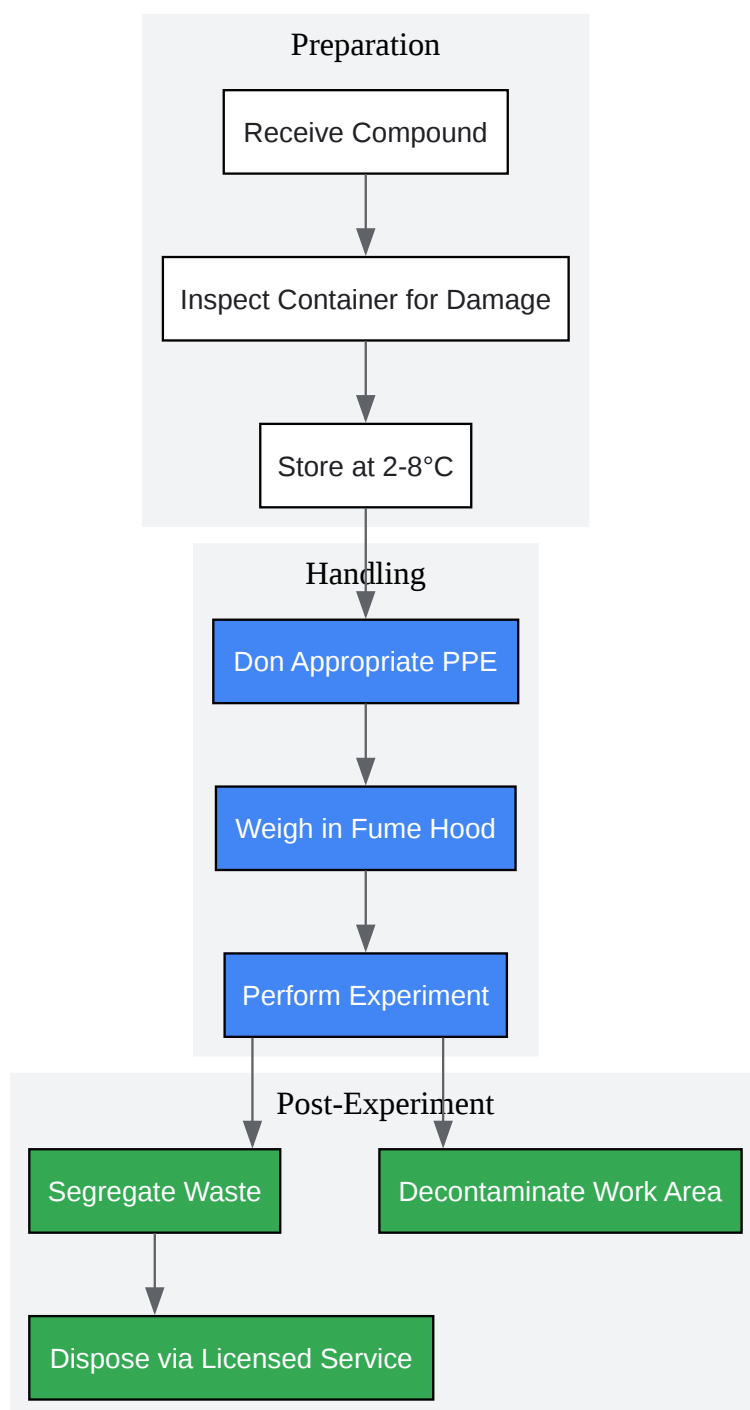 Preparation
Receive Compound
Inspect Container for Damage
Store at 2-8°C
Handling
Don Appropriate PPE
Weigh in Fume Hood
Perform Experiment
Post-Experiment
Segregate Waste
Decontaminate Work Area
Dispose via Licensed Service